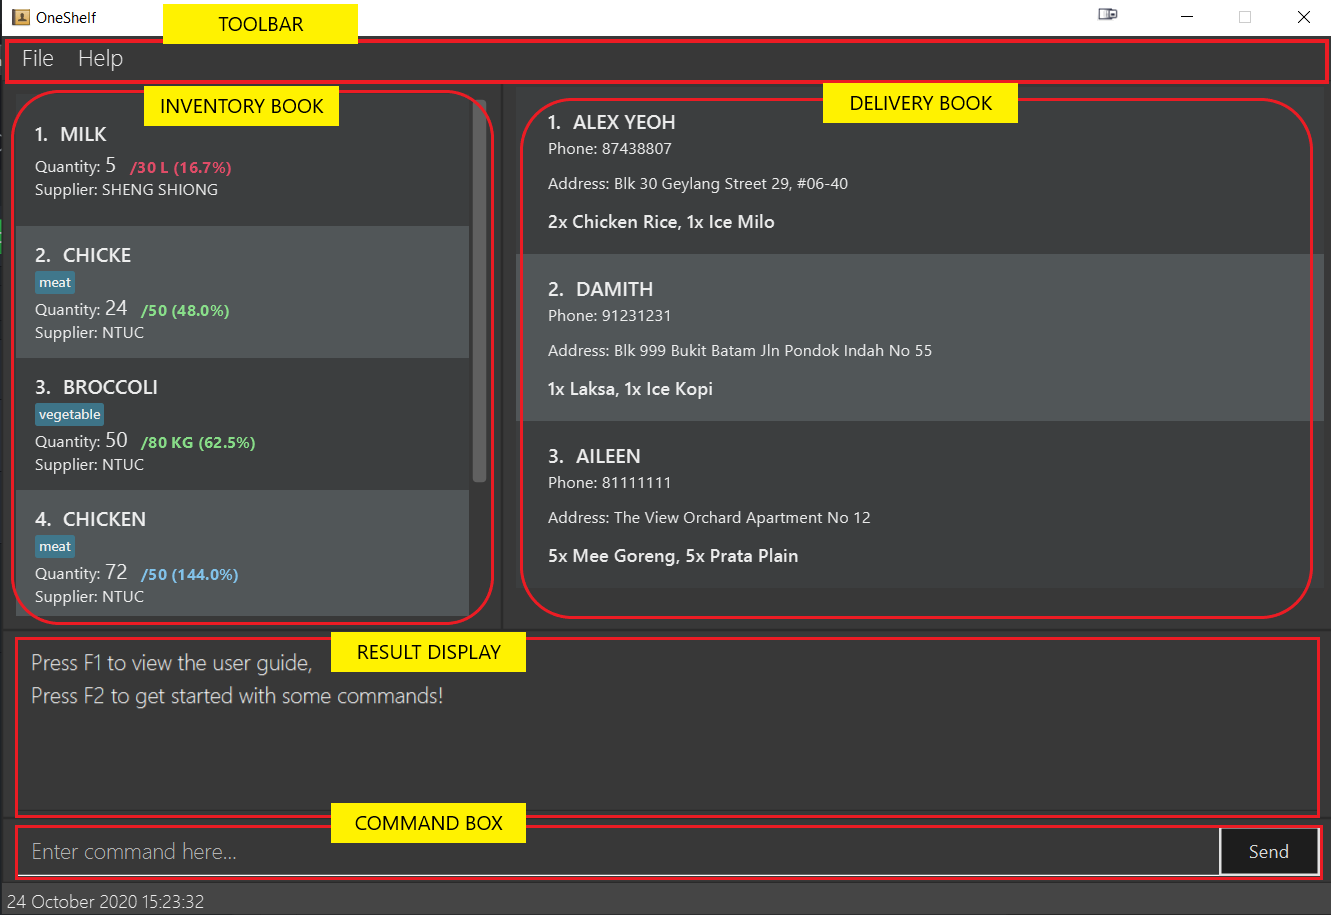 OneShelf
TOOLBAR
File Help
INVENTORY BOOK
1. MILK
Quantity: 5 /30 L (16.7%)
Supplier: SHENG SHIONG
2. CHICKE
meat
Quantity: 24 /50 (48.0%)
Supplier: NTUC
3. BROCCOLI
vegetable
Quantity: 50 /80 KG (62.5%)
Supplier: NTUC
4. CHICKEN
meat
Quantity: 72 /50 (144.0%)
Supplier: NTUC
DELIVERY BOOK
1. ALEX YEOH
Phone: 87438807
Address: Blk 30 Geylang Street 29, #06-40
2x Chicken Rice, 1x Ice Milo
2. DAMITH
Phone: 91231231
Address: Blk 999 Bukit Batam Jln Pondok Indah No 55
1x Laksa, 1x Ice Kopi
3. AILEEN
Phone: 81111111
Address: The View Orchard Apartment No 12
5x Mee Goreng, 5x Prata Plain
RESULT DISPLAY
Press F1 to view the user guide,
Press F2 to get started with some commands!
COMMAND BOX
Enter command here...
Send
24 October 2020 15:23:32